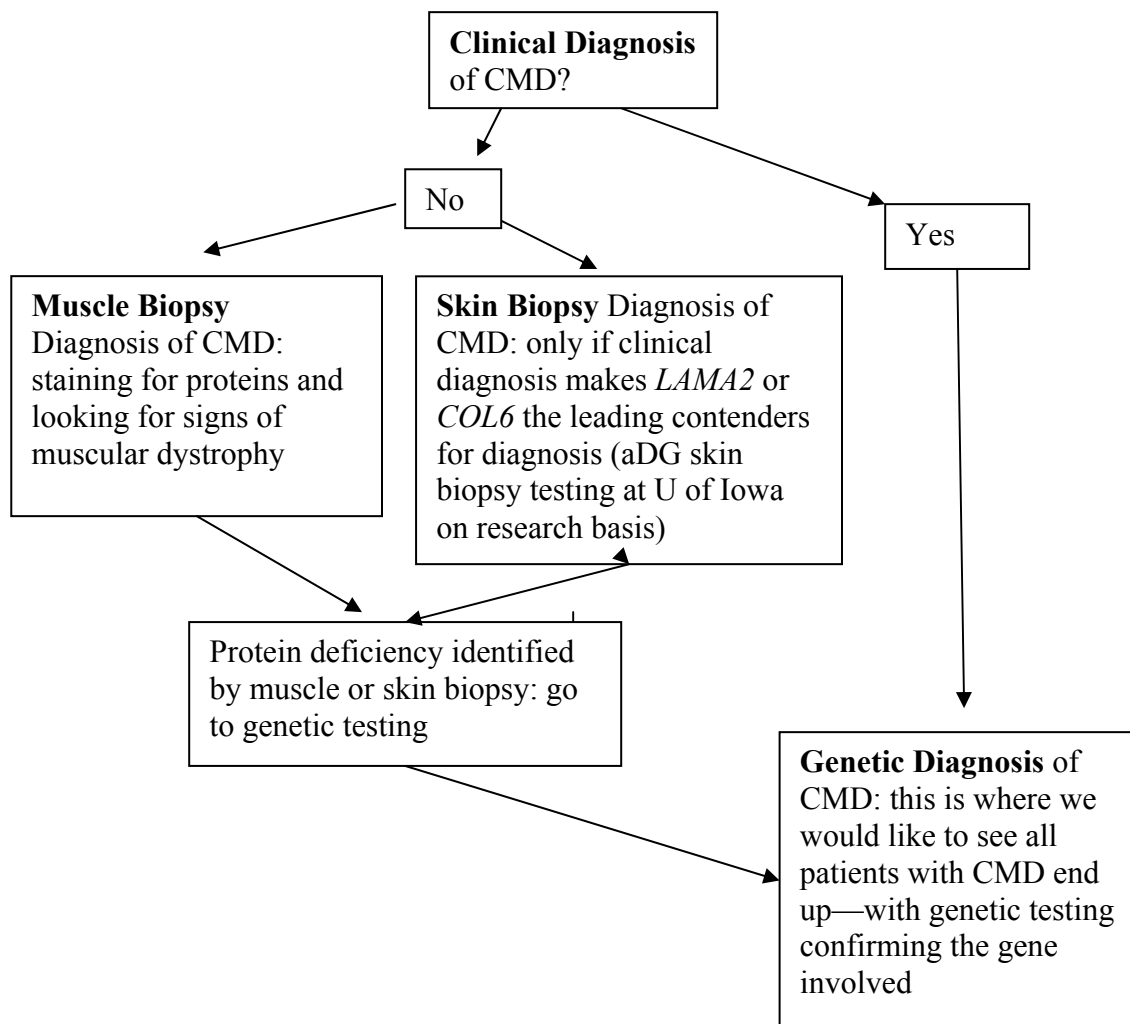 Clinical Diagnosis
of CMD?
No
Yes
Muscle Biopsy
Diagnosis of CMD:
staining for proteins and
looking for signs of
muscular dystrophy
Skin Biopsy Diagnosis of
CMD: only if clinical
diagnosis makes LAMA2 or
COL6 the leading contenders
for diagnosis (aDG skin
biopsy testing at U of Iowa
on research basis)
Protein deficiency identified
by muscle or skin biopsy: go
to genetic testing
Genetic Diagnosis of
CMD: this is where we
would like to see all
patients with CMD end
up—with genetic testing
confirming the gene
involved